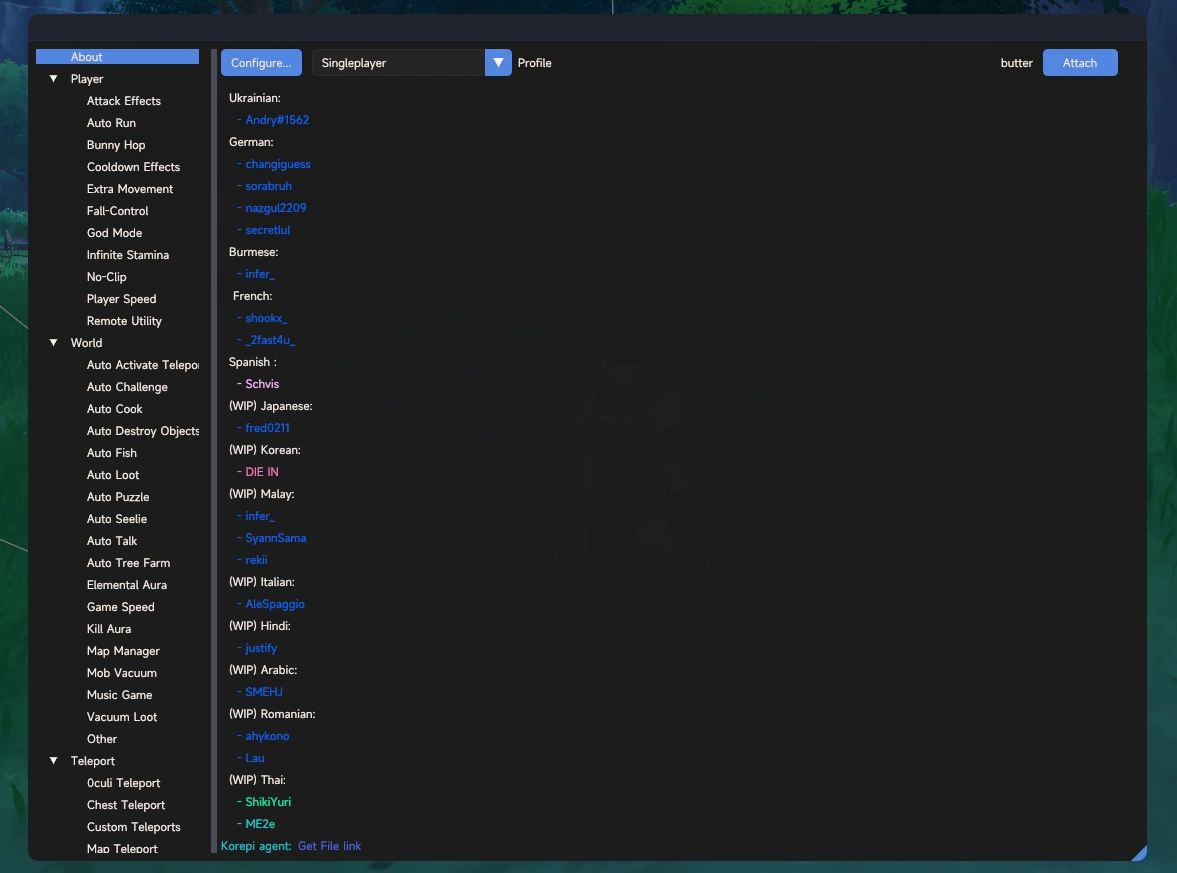 About
Player
Attack Effects
Auto Run
Bunny Hop
Cooldown Effects
Extra Movement
Fall-Control
God Mode
Infinite Stamina
No-Clip
Player Speed
Remote Utility
World
Auto Activate Telepo
Auto Challenge
Auto Cook
Auto Destroy Objects
Auto Fish
Auto Loot
Auto Puzzle
Auto Seelie
Auto Talk
Auto Tree Farm
Elemental Aura
Game Speed
Kill Aura
Map Manager
Mob Vacuum
Music Game
Vacuum Loot
Other
Teleport
0culi Teleport
Chest Teleport
Custom Teleports
Map Teleport
Configure... Singleplayer Profile butter Attach
Ukrainian:
- Andry#1562
German:
- changiguess
- sorabruh
- nazgul2209
- secretlul
Burmese:
- infer_
French:
- shookx_
- _2fast4u_
Spanish :
- Schvis
(WIP) Japanese:
- fred0211
(WIP) Korean:
- DIE IN
(WIP) Malay:
- infer_
- SyannSama
- rekii
(WIP) Italian:
- AleSpaggio
(WIP) Hindi:
- justify
(WIP) Arabic:
- SMEHJ
(WIP) Romanian:
- ahykono
- Lau
(WIP) Thai:
- ShikiYuri
- ME2e
Korepi agent: Get File link